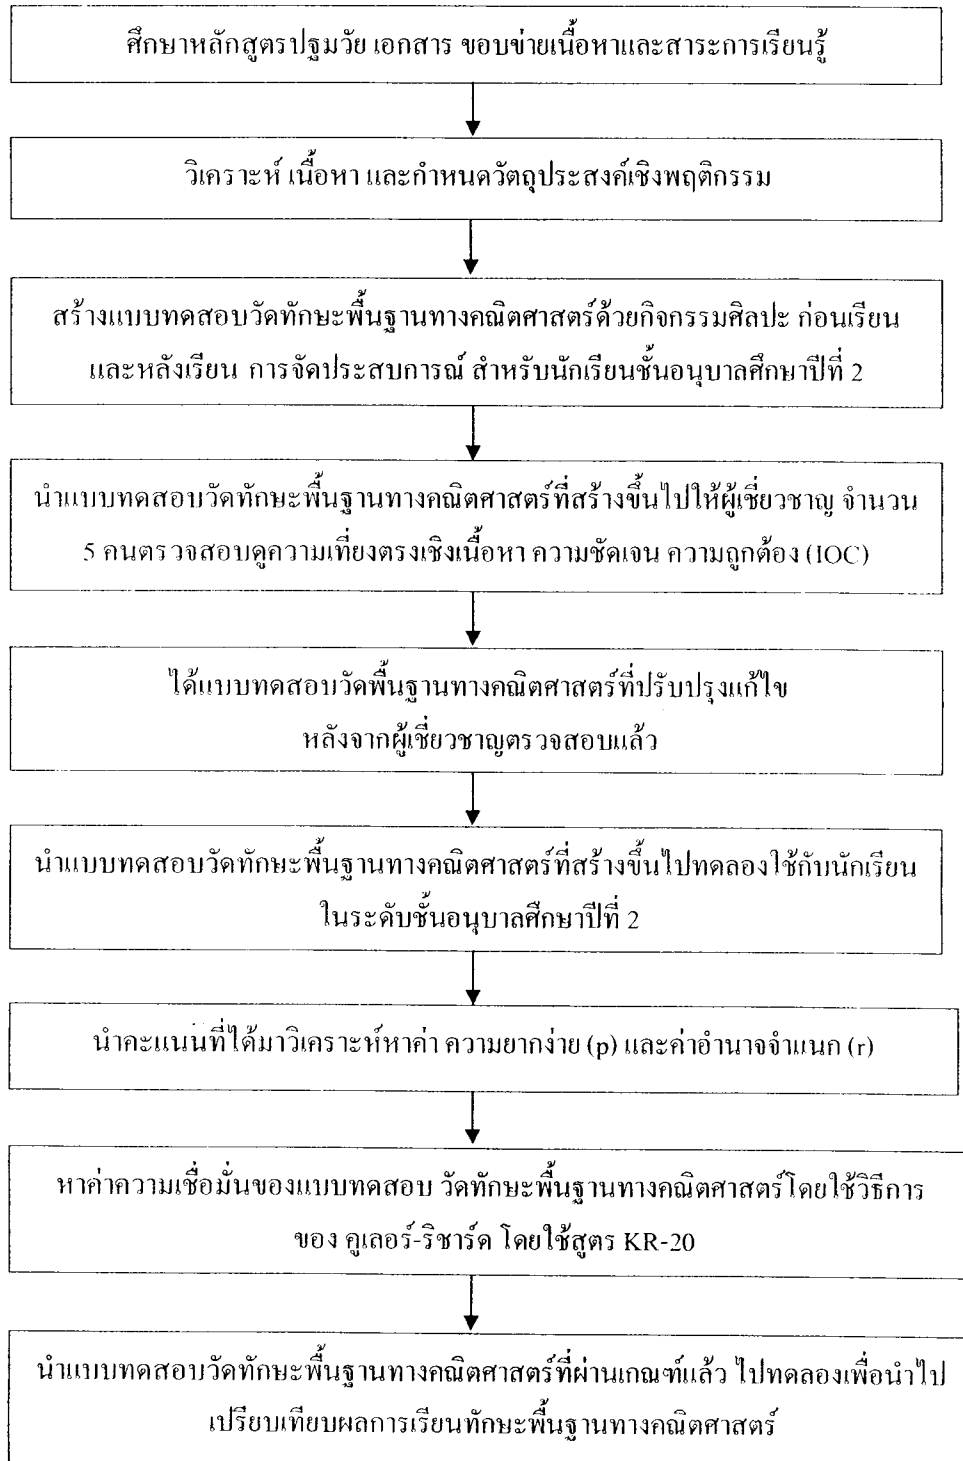 ศึกษาหลักสูตรปฐมวัย เอกสาร ขอบข่ายเนื้อหาและสาระการเรียนรู้
วิเคราะห์ เนื้อหา และกำหนดวัตถุประสงค์เชิงพฤติกรรม
สร้างแบบทดสอบวัดทักษะพื้นฐานทางคณิตศาสตร์ด้วยกิจกรรมศิลปะ ก่อนเรียน
และหลังเรียน การจัดประสบการณ์ สำหรับนักเรียนชั้นอนุบาลศึกษาปีที่ 2
นำแบบทดสอบวัดทักษะพื้นฐานทางคณิตศาสตร์ที่สร้างขึ้นไปให้ผู้เชี่ยวชาญ จำนวน
5 คนตรวจสอบดูความเที่ยงตรงเชิงเนื้อหา ความชัดเจน ความถูกต้อง (IOC)
ได้แบบทดสอบวัดพื้นฐานทางคณิตศาสตร์ที่ปรับปรุงแก้ไข
หลังจากผู้เชี่ยวชาญตรวจสอบแล้ว
นำแบบทดสอบวัดทักษะพื้นฐานทางคณิตศาสตร์ที่สร้างขึ้นไปทดลองใช้กับนักเรียน
ในระดับชั้นอนุบาลศึกษาปีที่ 2
นำคะแนนที่ได้มาวิเคราะห์หาค่า ความยากง่าย (p) และค่าอำนาจจำแนก (r)
หาค่าความเชื่อมั่นของแบบทดสอบ วัดทักษะพื้นฐานทางคณิตศาสตร์โดยใช้วิธีการ
ของ คูเลอร์-ริชาร์ด โดยใช้สูตร KR-20
นำแบบทดสอบวัดทักษะพื้นฐานทางคณิตศาสตร์ที่ผ่านเกณฑ์แล้ว ไปทดลองเพื่อนำไป
เปรียบเทียบผลการเรียนทักษะพื้นฐานทางคณิตศาสตร์